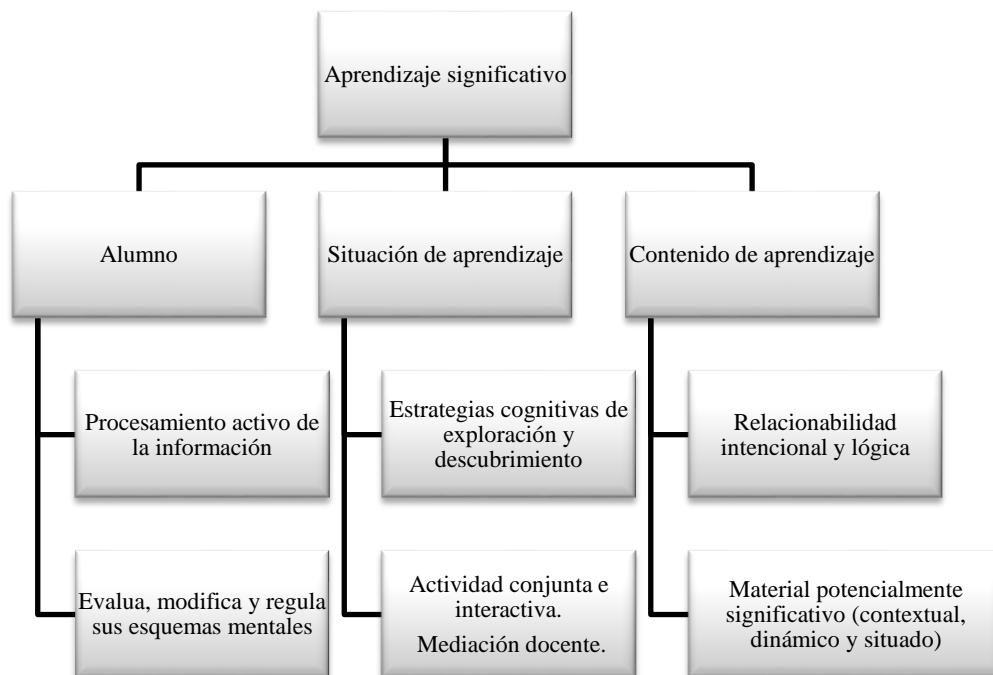 Aprendizaje significativo
Alumno
Situación de aprendizaje
Contenido de aprendizaje
Procesamiento activo de
la información
Estrategias cognitivas de
exploración y
descubrimiento
Relacionabilidad
intencional y lógica
Evalua, modifica y regula
sus esquemas mentales
Actividad conjunta e
interactiva.
Mediación docente.
Material potencialmente
significativo (contextual,
dinámico y situado)